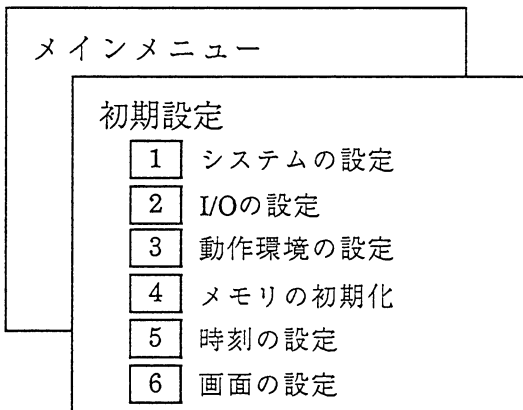 メインメニュー
初期設定
1 システムの設定
2 I/Oの設定
3 動作環境の設定
4 メモリの初期化
5 時刻の設定
6 画面の設定